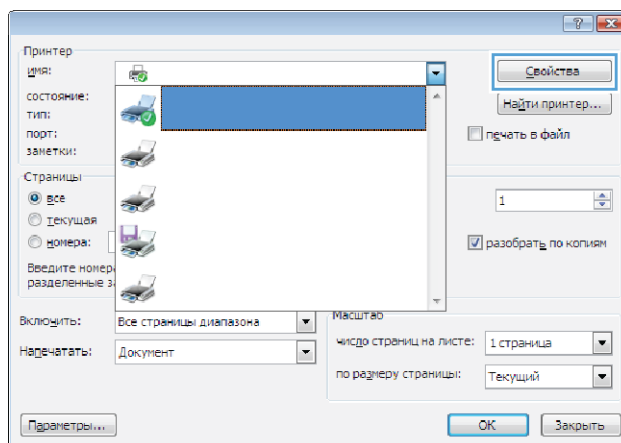 Принтер
имя:
Свойства
состояние:
Найти принтер...
тип:
порт:
печать в файл
заметки:
Страницы
все
1
текущая
номера:
разобрать по копиям
Введите
разделенные
Масштаб
Включить: Все страницы диапазона
число страниц на листе: 1 страница
Напечатать: Документ
по размеру страницы: Текущий
Параметры...
ОК
Закрыть